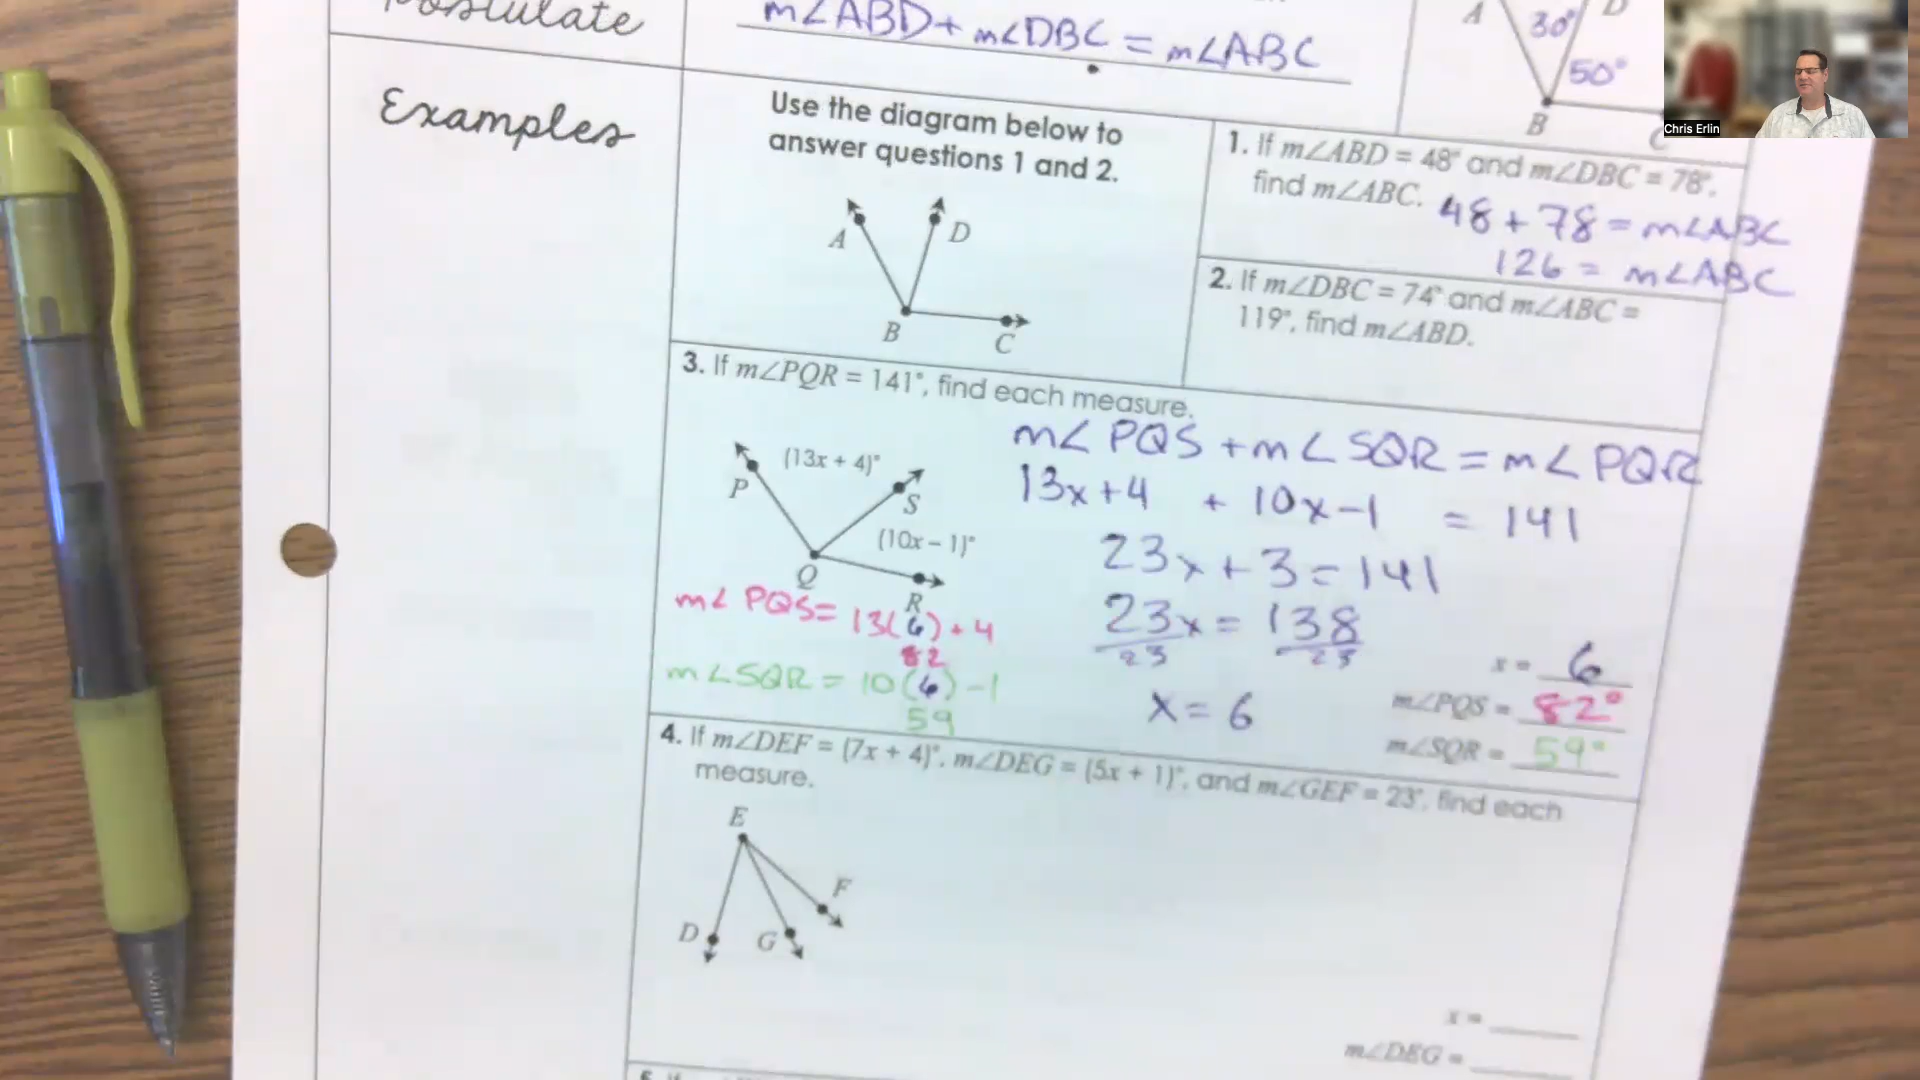 Postulate
m∠ABD + m∠DBC = m∠ABC
A
30°
D
50°
B
C
Chris Erlin
Examples
Use the diagram below to
answer questions 1 and 2.
A
D
B
C
1. If m∠ABD = 48° and m∠DBC = 78°,
find m∠ABC.
48 + 78 = m∠ABC
126 = m∠ABC
2. If m∠DBC = 74° and m∠ABC =
119°, find m∠ABD.
3. If m∠PQR = 141°, find each measure.
P
(13x + 4)°
S
(10x – 1)°
Q
R
m∠PQS + m∠SQR = m∠PQR
13x+4 + 10x-1 = 141
23x + 3 = 141
23x = 138
23 23
x = 6
m∠PQS = 13(6) + 4
82
m∠SQR = 10(6) - 1
59
x = 6
m∠PQS = 82°
m∠SQR = 59°
4. If m∠DEF = (7x + 4)°, m∠DEG = (5x + 1)°, and m∠GEF = 23°, find each
measure.
E
F
D
G
x =
m∠DEG =
5. If